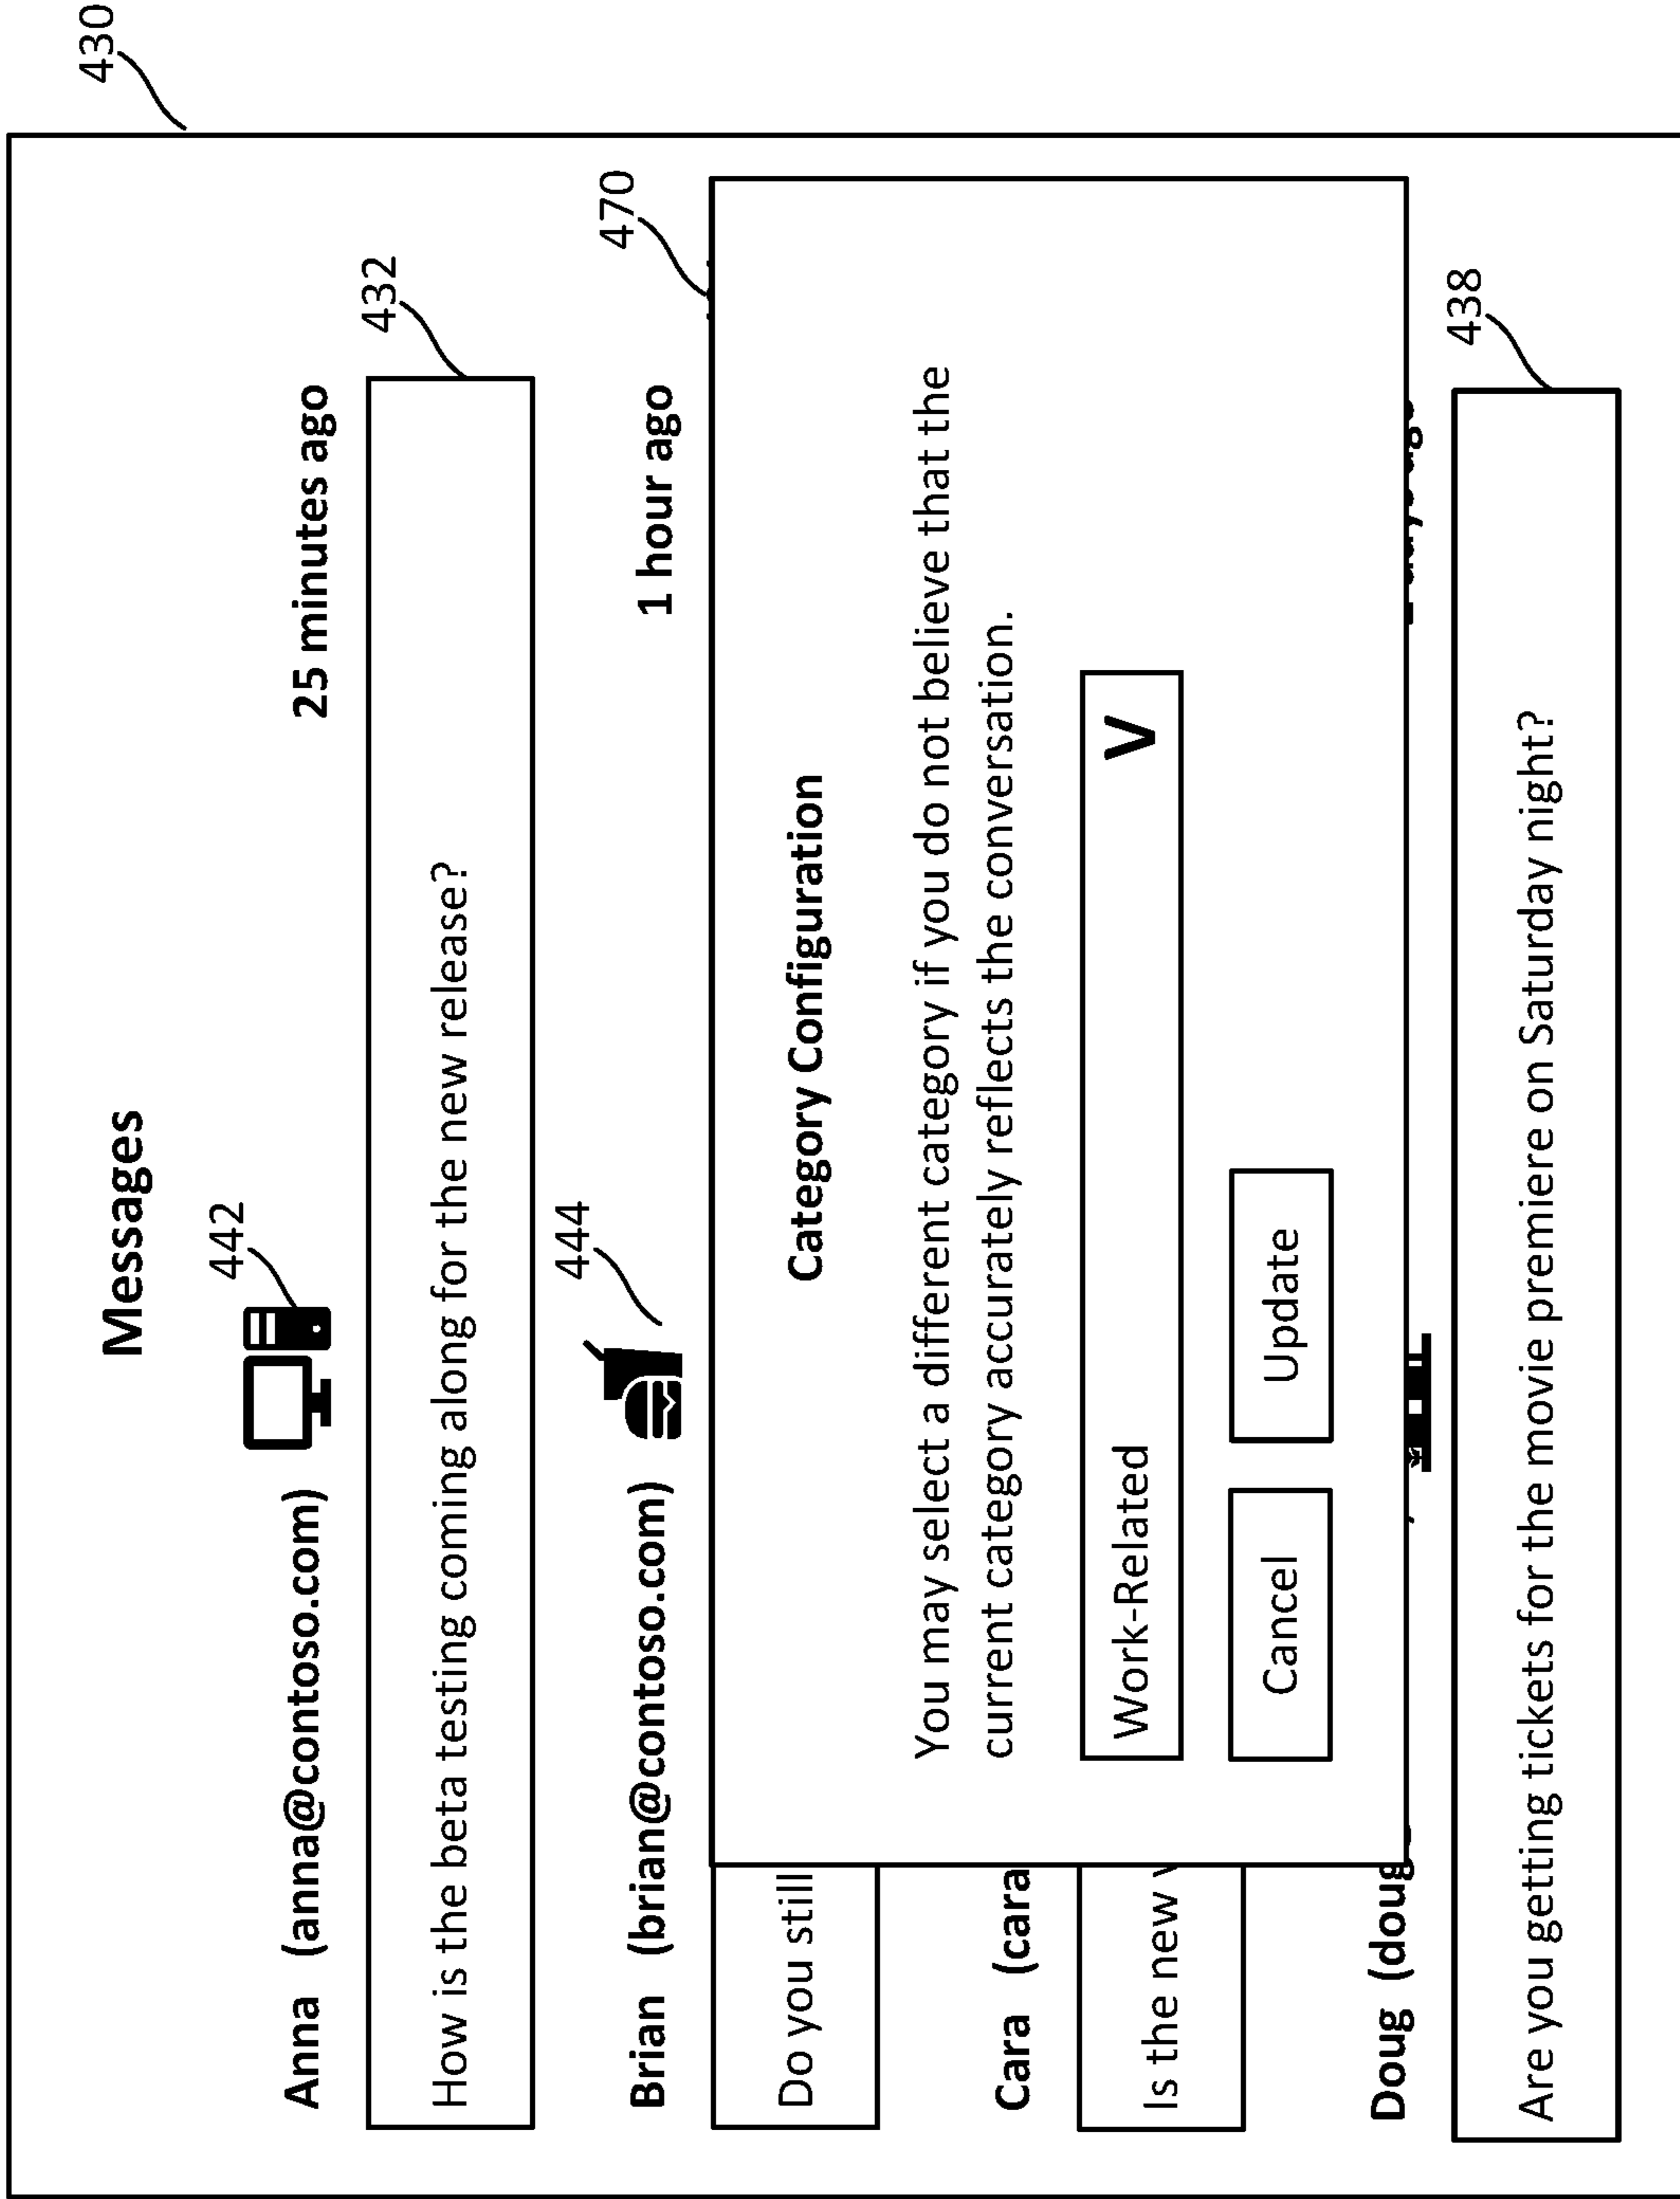 430
Messages
442
Anna (anna@contoso.com) 25 minutes ago
432
How is the beta testing coming along for the new release?
444
Brian (brian@contoso.com) 1 hour ago
470
Do you still
Category Configuration
You may select a different category if you do not believe that the
current category accurately reflects the conversation.
Cara (cara
Work-Related V
Is the new
Cancel Update
Doug (doug
438
Are you getting tickets for the movie premiere on Saturday night?